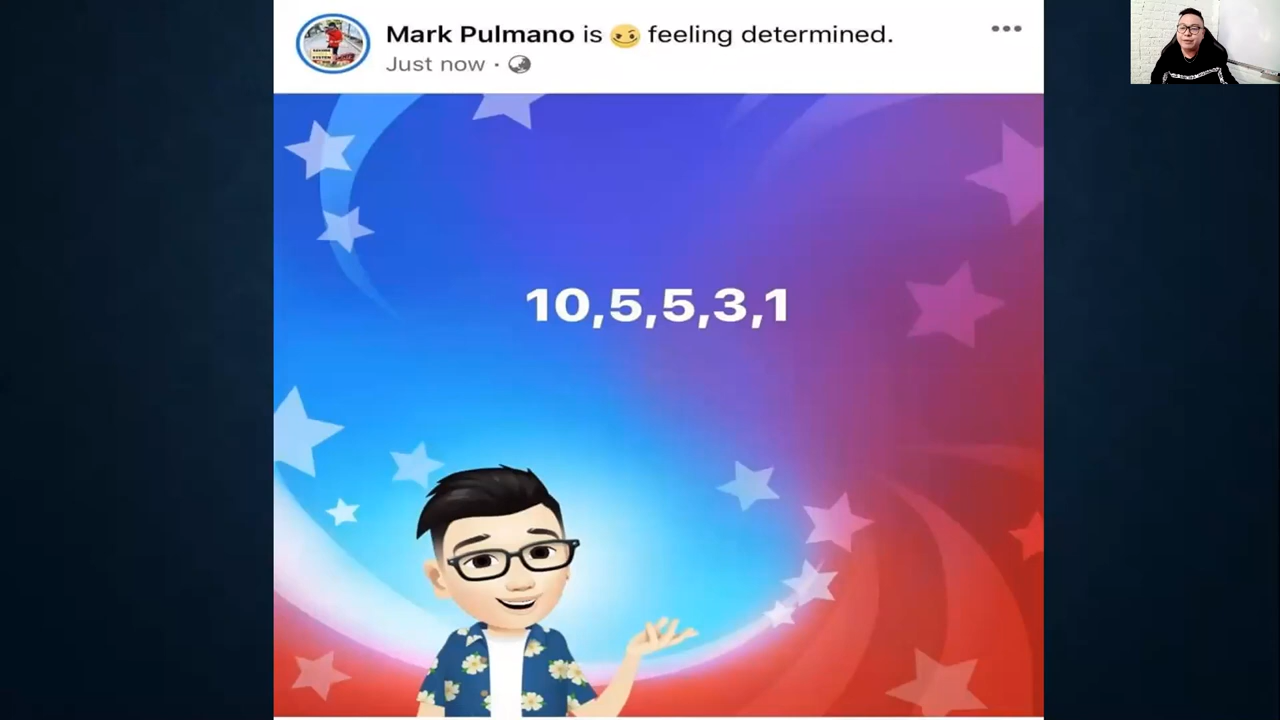 Mark Pulmano is feeling determined.
Just now ·
10,5,5,3,1